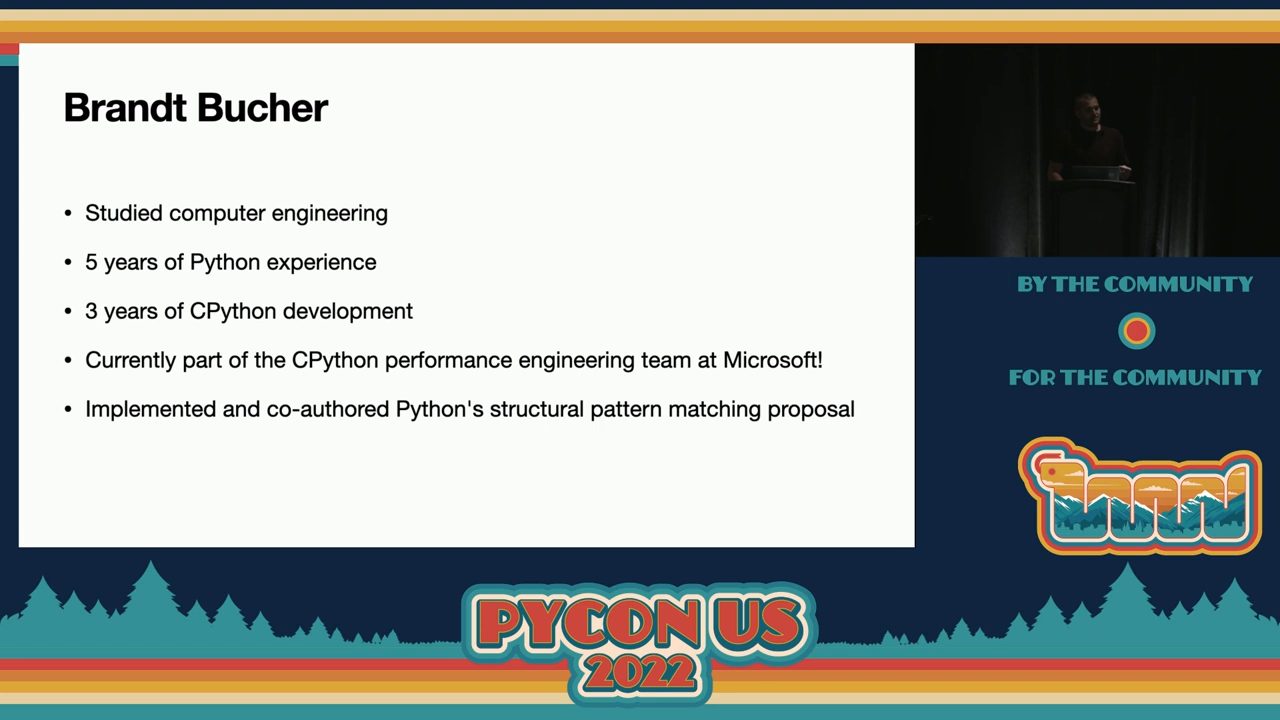 Brandt Bucher
• Studied computer engineering
• 5 years of Python experience
• 3 years of CPython development
• Currently part of the CPython performance engineering team at Microsoft!
• Implemented and co-authored Python's structural pattern matching proposal
BY THE COMMUNITY
FOR THE COMMUNITY
PYCON US
2022